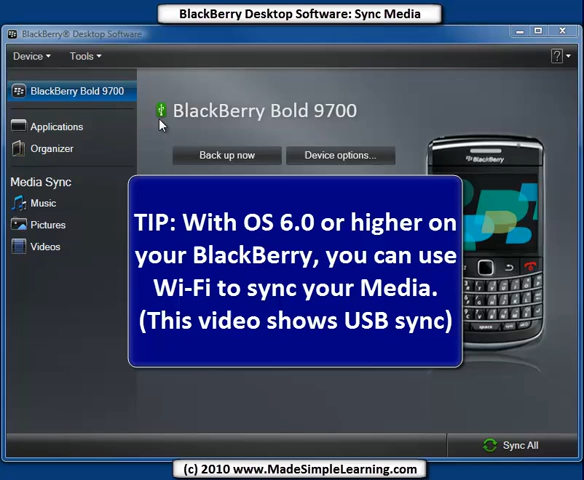 BlackBerry Desktop Software: Sync Media
BlackBerry® Desktop Software
Device Tools ?
BlackBerry Bold 9700
Applications
Organizer
Media Sync
Music
Pictures
Videos
BlackBerry Bold 9700
Back up now Device options...
BlackBerry
TIP: With OS 6.0 or higher on
your BlackBerry, you can use
Wi-Fi to sync your Media.
(This video shows USB sync)
Sync All
(c) 2010 www.MadeSimpleLearning.com